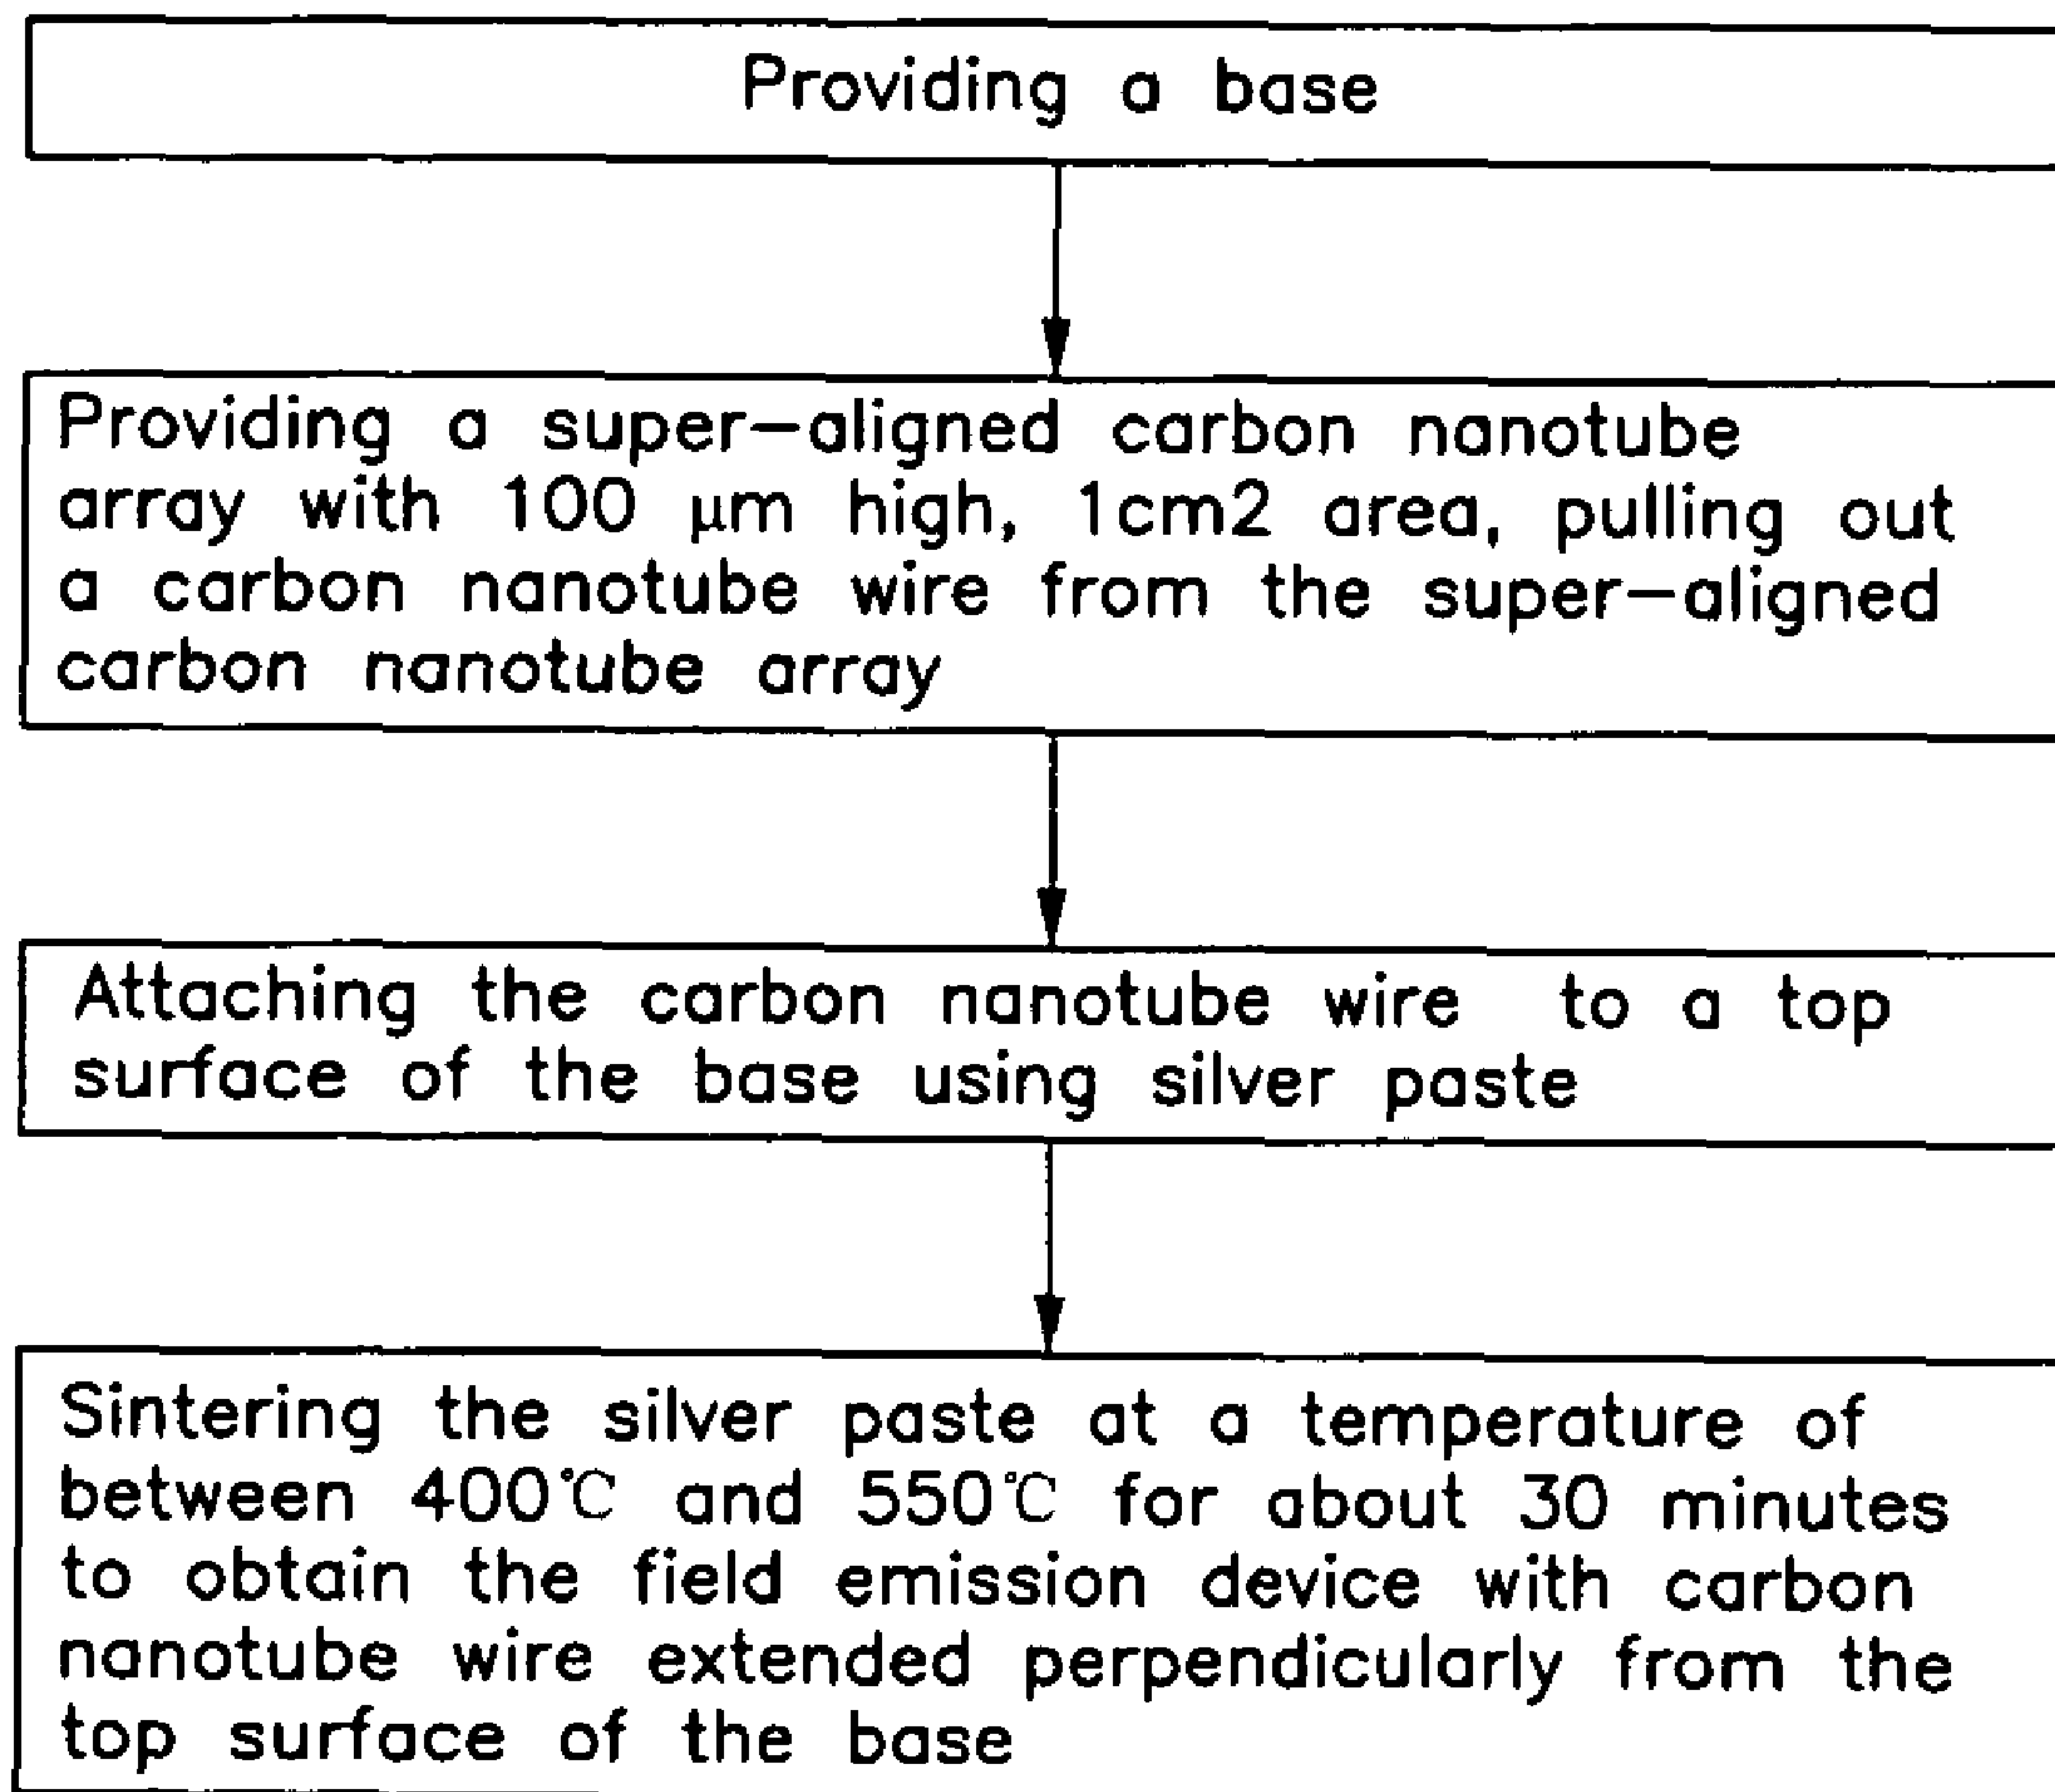 Providing a base
Providing a super-aligned carbon nanotube
array with 100 μm high, 1cm2 area, pulling out
a carbon nanotube wire from the super-aligned
carbon nanotube array
Attaching the carbon nanotube wire to a top
surface of the base using silver paste
Sintering the silver paste at a temperature of
between 400℃ and 550℃ for about 30 minutes
to obtain the field emission device with carbon
nanotube wire extended perpendicularly from the
top surface of the base